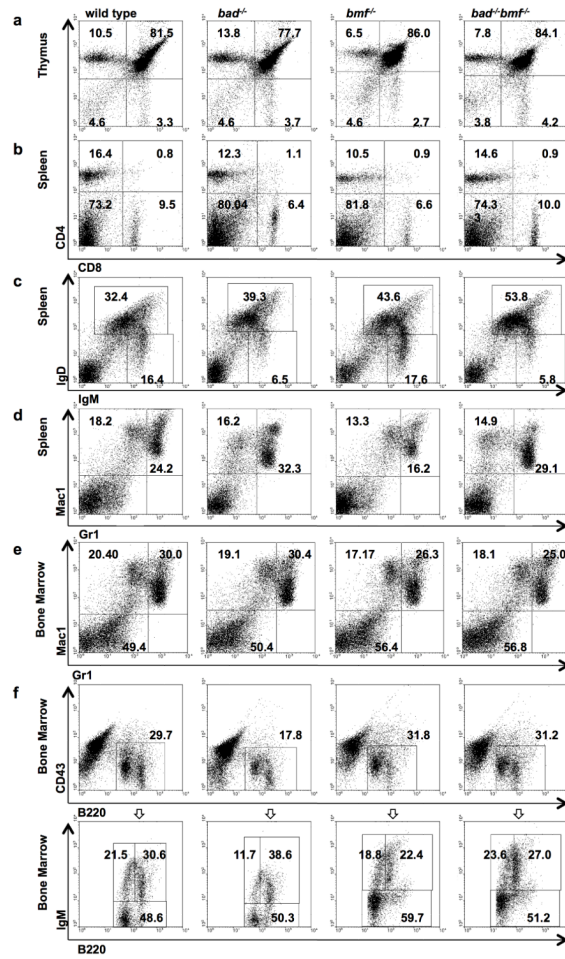 wild type bad-/- bmf-/- bad-/-bmf-/-
a
Thymus
10.5 81.5 13.8 77.7 6.5 86.0 7.8 84.1
4.6 3.3 4.6 3.7 4.6 2.7 3.8 4.2
b
Spleen
CD4
16.4 0.8 12.3 1.1 10.5 0.9 14.6 0.9
73.2 9.5 80.04 6.4 81.8 6.6 74.3 10.0
3
CD8
c
Spleen
IgD
32.4 39.3 43.6 53.8
16.4 6.5 17.6 5.8
IgM
d
Spleen
Mac1
18.2 16.2 13.3 14.9
24.2 32.3 16.2 29.1
Gr1
e
Bone Marrow
Mac1
20.40 30.0 19.1 30.4 17.17 26.3 18.1 25.0
49.4 50.4 56.4 56.8
Gr1
f
Bone Marrow
CD43
29.7 17.8 31.8 31.2
B220
Bone Marrow
IgM
21.5 30.6 11.7 38.6 18.8 22.4 23.6 27.0
48.6 50.3 59.7 51.2
B220